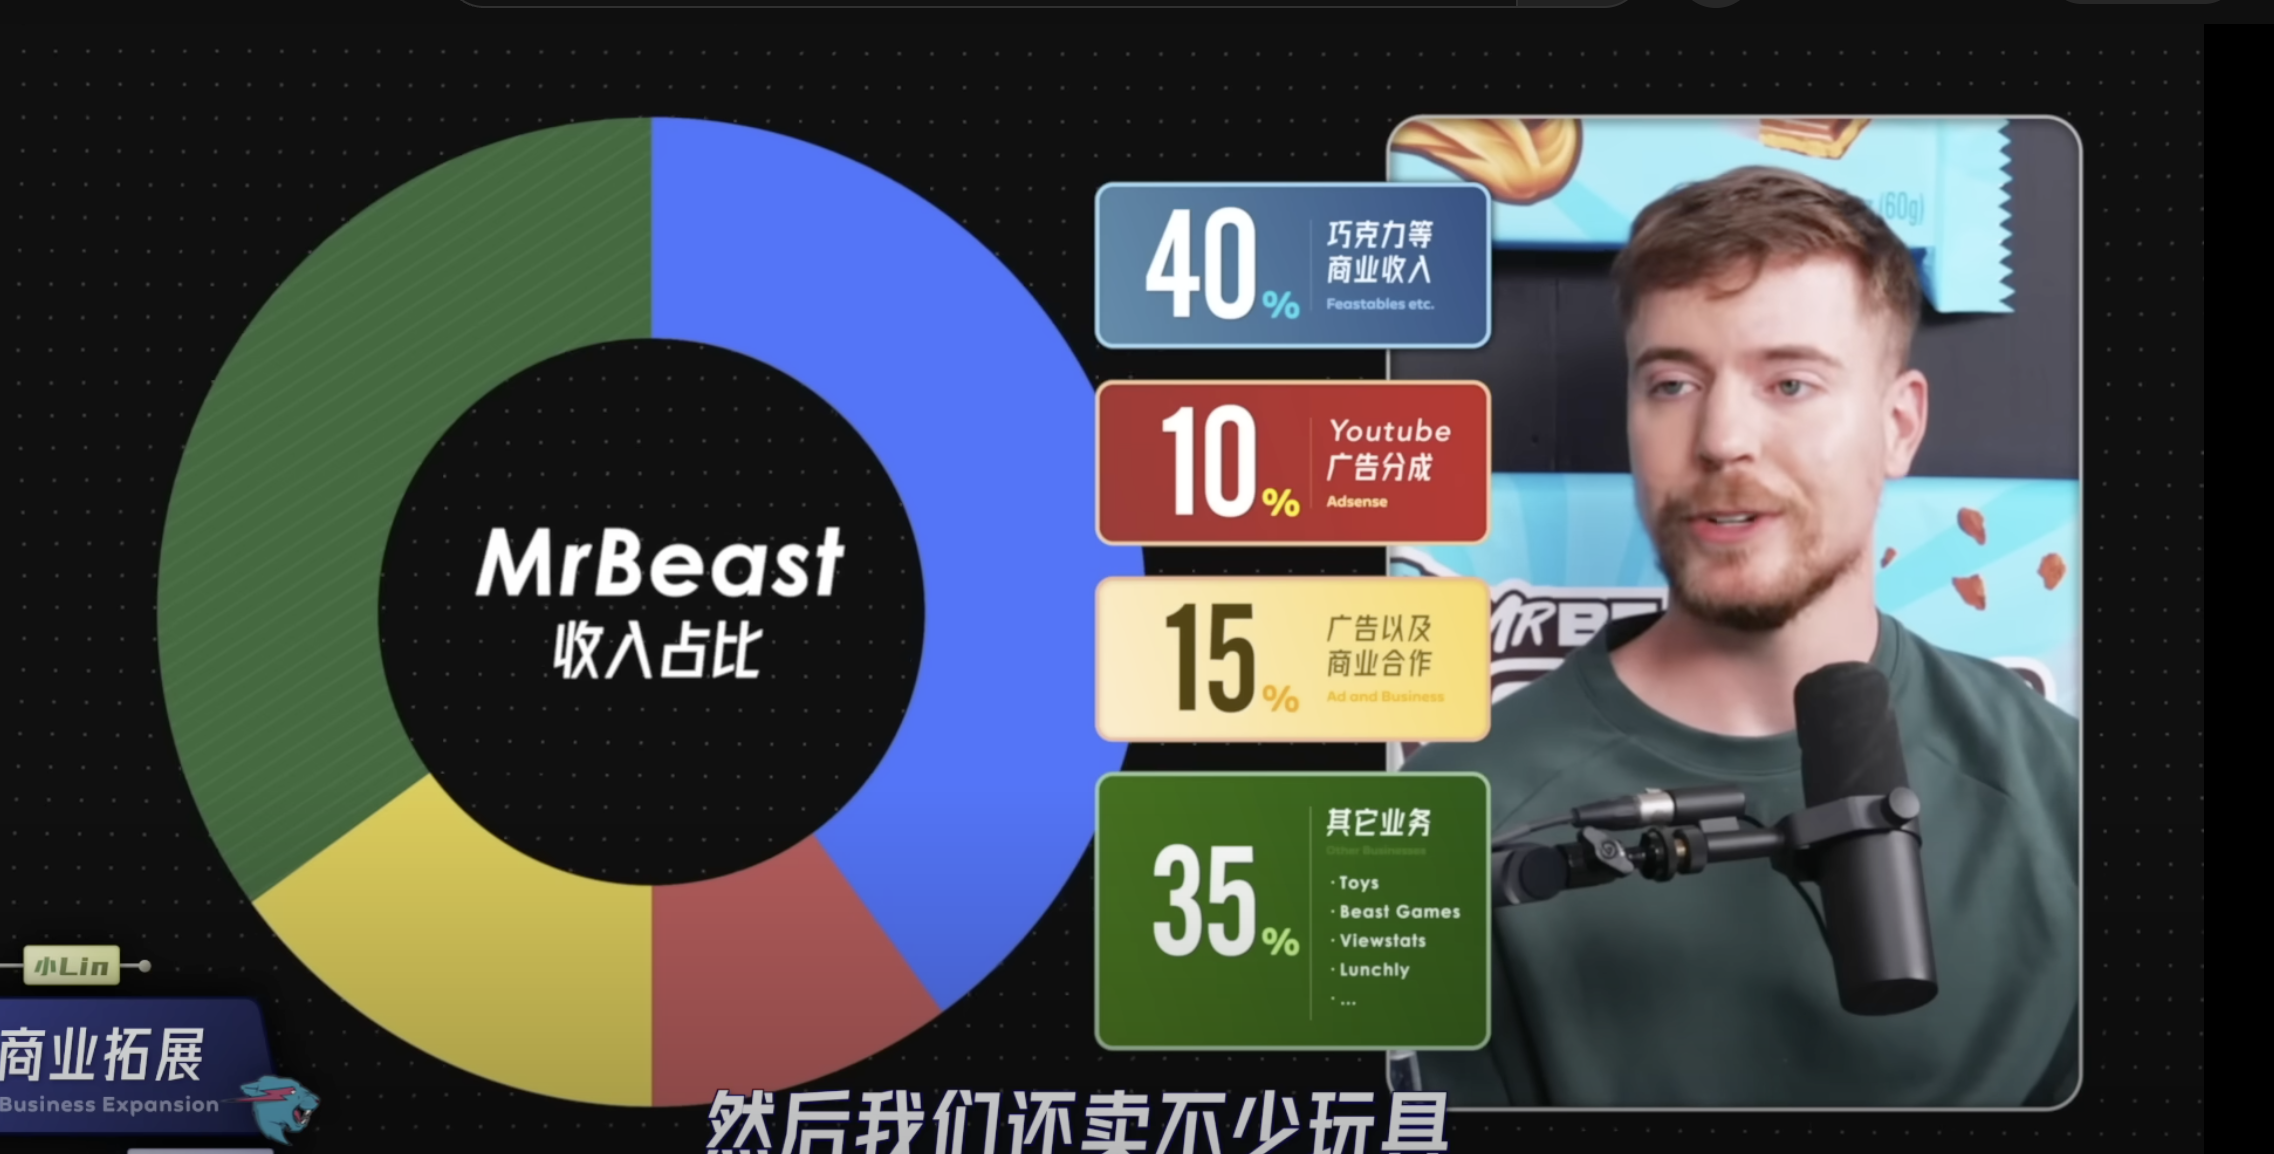 (60g)
40%
巧克力等
商业收入
Feastables etc.
10%
Youtube
广告分成
Adsense
MrBeast
收入占比
15%
广告以及
商业合作
Ad and Business
35%
其它业务
Other Businesses
· Toys
· Beast Games
· Viewstats
· Lunchly
· ...
小Lin
商业拓展
Business Expansion
然后我们还卖不少玩具